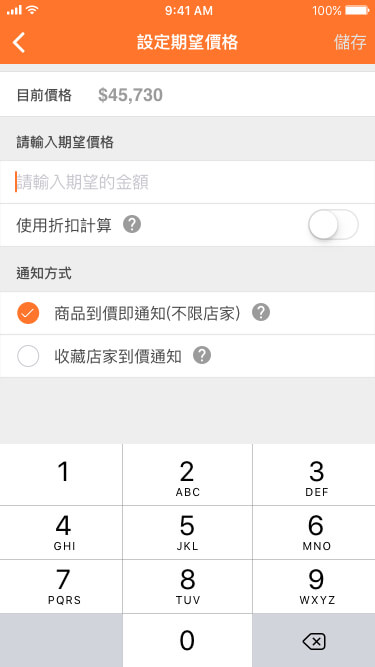 9:41 AM 100%
設定期望價格 儲存
目前價格 $45,730
請輸入期望價格
請輸入期望的金額
使用折扣計算 ?
通知方式
商品到價即通知(不限店家) ?
收藏店家到價通知 ?
1 2 3
ABC DEF
4 5 6
GHI JKL MNO
7 8 9
PQRS TUV WXYZ
0